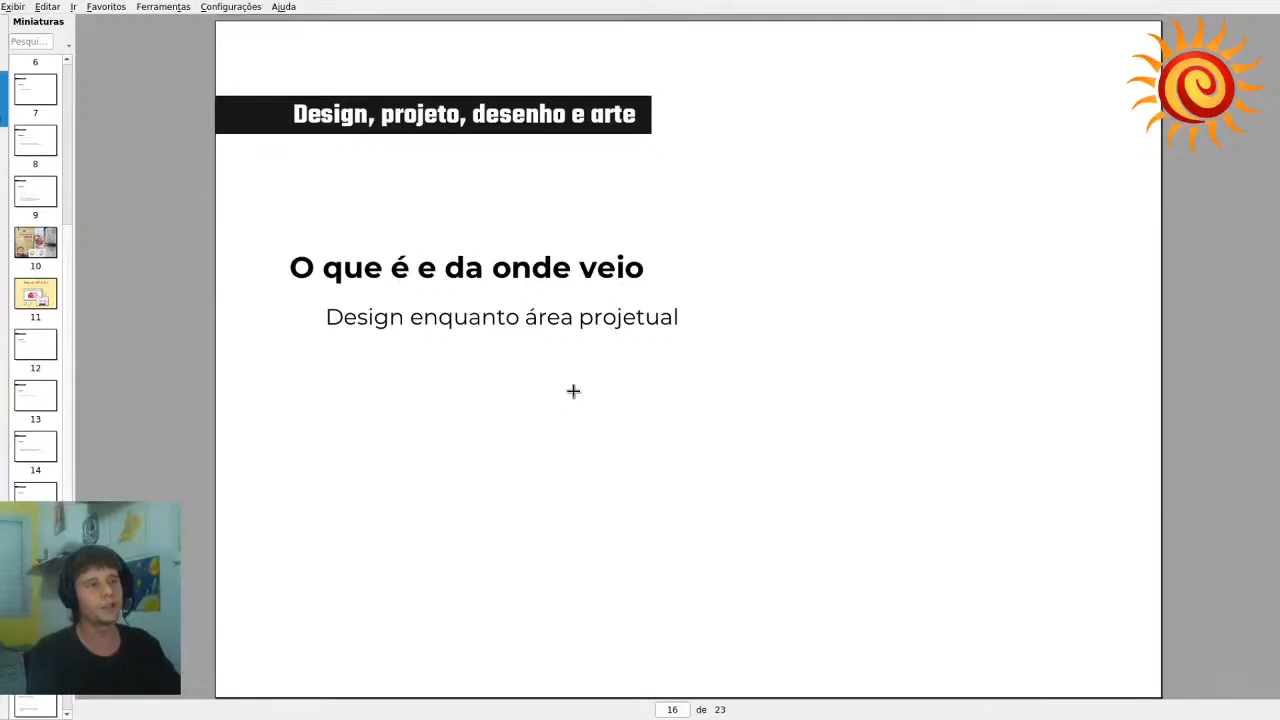 Exibir Editar Ir Favoritos Ferramentas Configurações Ajuda
Miniaturas
Pesqui...
6
7
8
9
10
11
12
13
14
Design, projeto, desenho e arte
O que é e da onde veio
Design enquanto área projetual
16 de 23